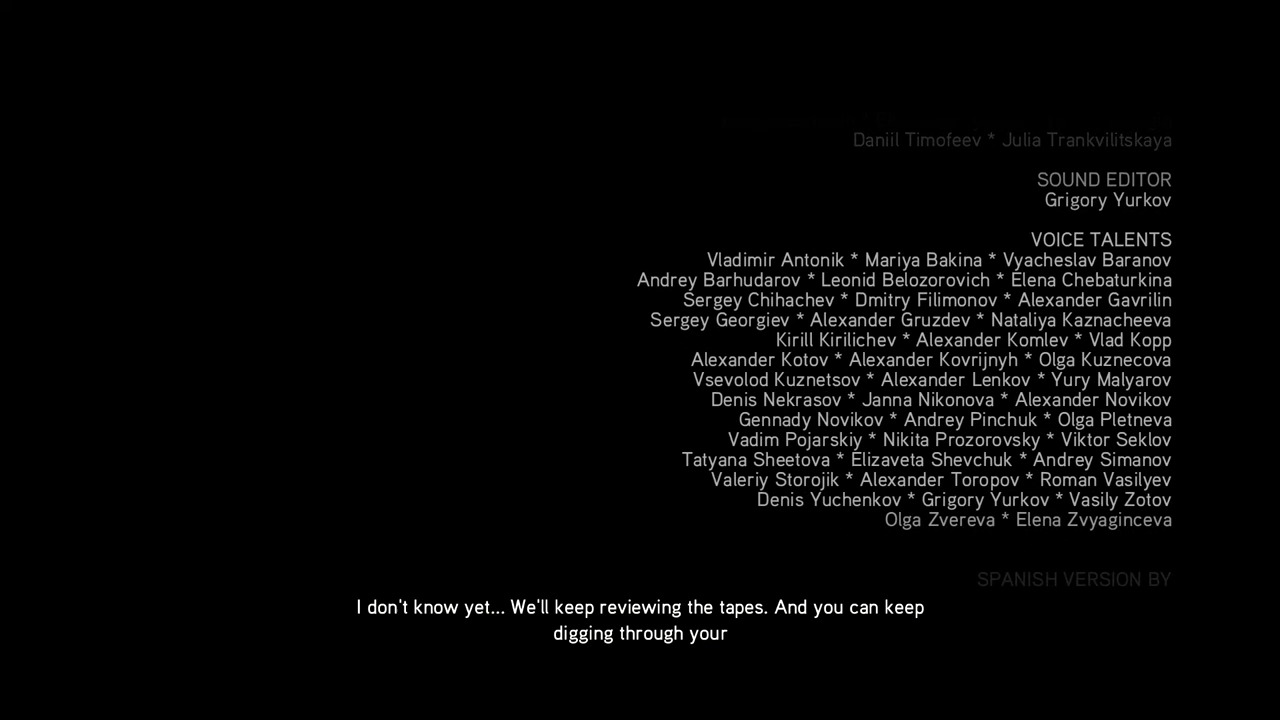 Daniil Timofeev * Julia Trankvilitskaya
SOUND EDITOR
Grigory Yurkov
VOICE TALENTS
Vladimir Antonik * Mariya Bakina * Vyacheslav Baranov
Andrey Barhudarov * Leonid Belozorovich * Elena Chebaturkina
Sergey Chihachev * Dmitry Filimonov * Alexander Gavrilin
Sergey Georgiev * Alexander Gruzdev * Nataliya Kaznacheeva
Kirill Kirilichev * Alexander Komlev * Vlad Kopp
Alexander Kotov * Alexander Kovrijnyh * Olga Kuznecova
Vsevolod Kuznetsov * Alexander Lenkov * Yury Malyarov
Denis Nekrasov * Janna Nikonova * Alexander Novikov
Gennady Novikov * Andrey Pinchuk * Olga Pletneva
Vadim Pojarskiy * Nikita Prozorovsky * Viktor Seklov
Tatyana Sheetova * Elizaveta Shevchuk * Andrey Simanov
Valeriy Storojik * Alexander Toropov * Roman Vasilyev
Denis Yuchenkov * Grigory Yurkov * Vasily Zotov
Olga Zvereva * Elena Zvyaginceva
SPANISH VERSION BY
I don't know yet... We'll keep reviewing the tapes. And you can keep
digging through your